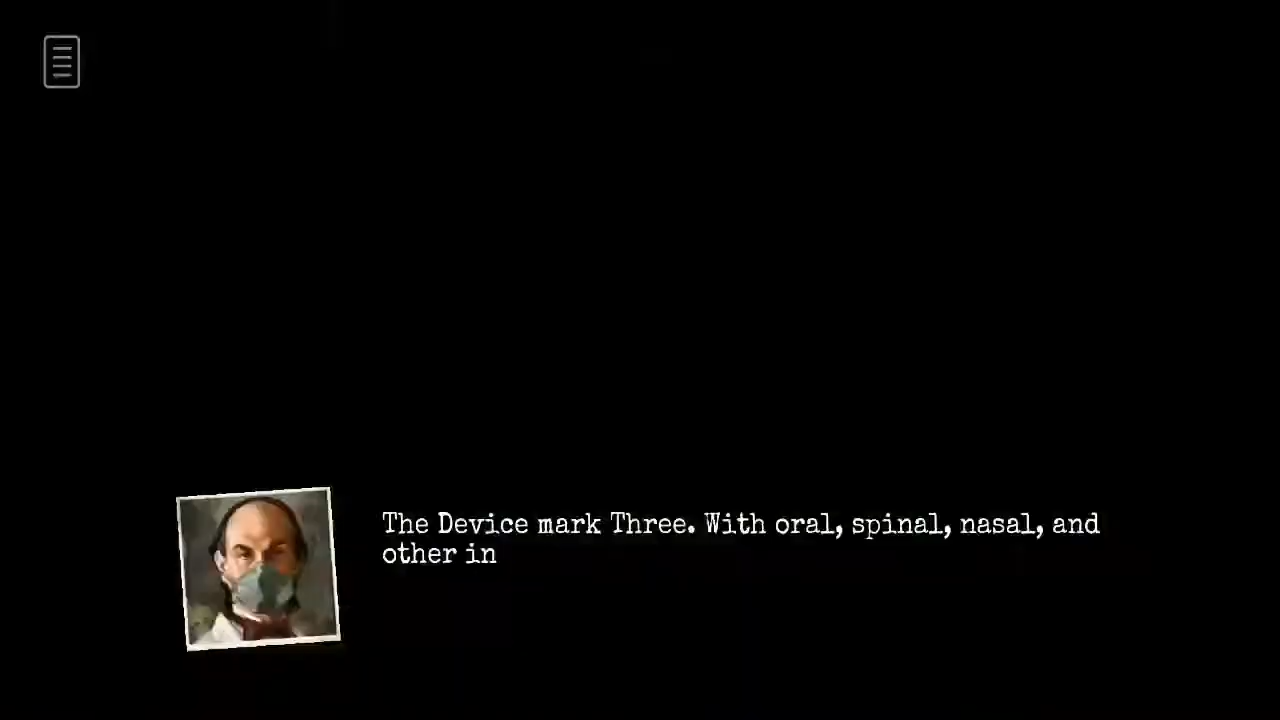 The Device mark Three. With oral, spinal, nasal, and
other in